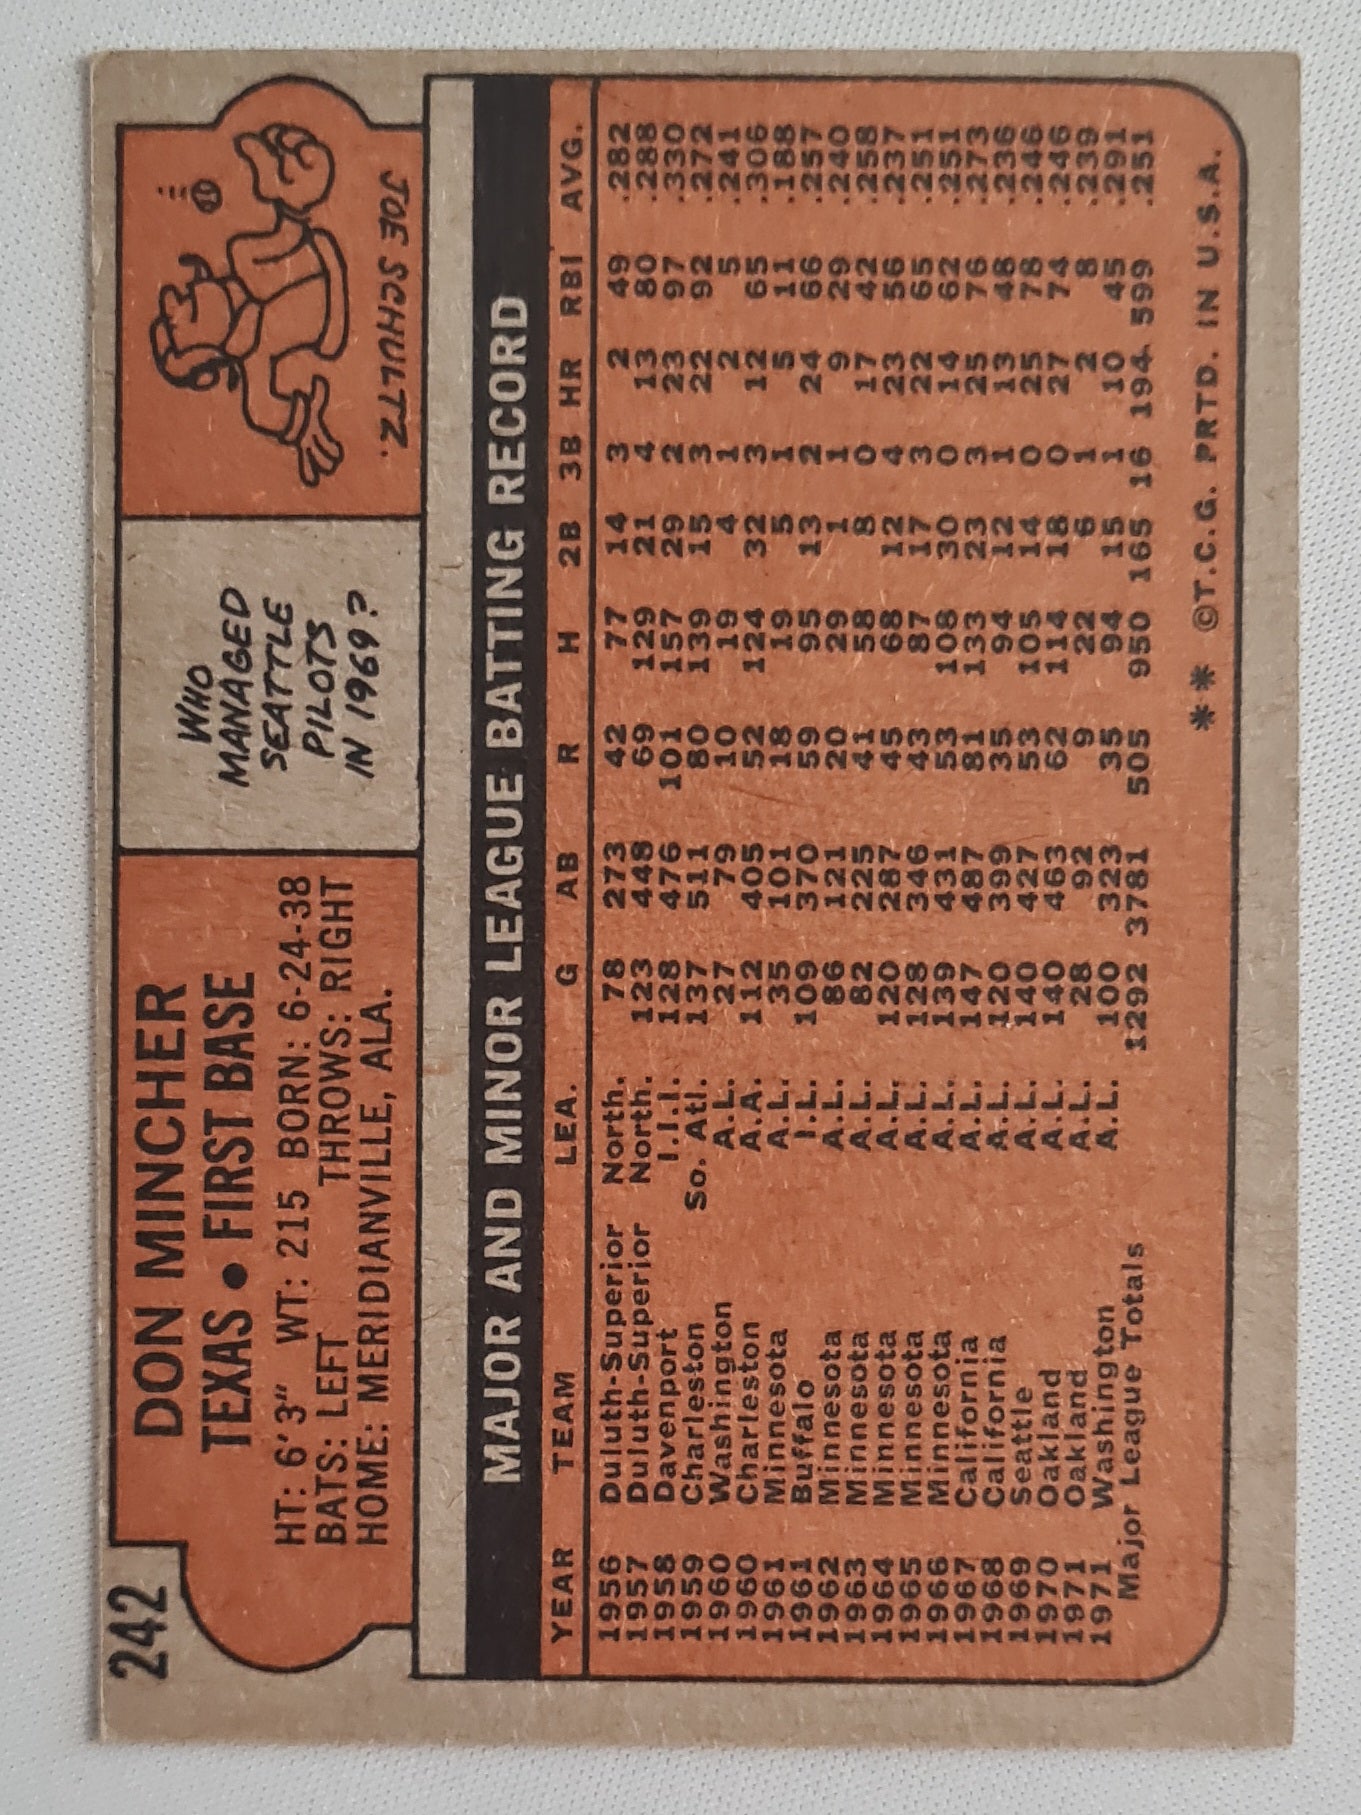 242
DON MINCHER
TEXAS • FIRST BASE
HT: 6'3" WT: 215 BORN: 6-24-38
BATS: LEFT THROWS: RIGHT
HOME: MERIDIANVILLE, ALA.
WHO
MANAGED
SEATTLE
PILOTS
IN 1969?
JOE SCHULTZ.
MAJOR AND MINOR LEAGUE BATTING RECORD
YEAR TEAM LEA. G AB R H 2B 3B HR RBI AVG.
1956 Duluth-Superior North. 78 273 42 77 14 3 2 49 .282
1957 Duluth-Superior North. 123 448 69 129 21 4 13 80 .288
1958 Davenport I.I.I. 128 476 101 157 29 2 23 97 .330
1959 Charleston So. Atl. 137 511 80 139 15 3 22 92 .272
1960 Washington A.L. 27 79 10 19 4 1 2 5 .241
1960 Charleston A.A. 112 405 52 124 32 3 12 65 .306
1961 Minnesota A.L. 35 101 18 19 5 1 5 11 .188
1961 Buffalo I.L. 109 370 59 95 13 2 24 66 .257
1962 Minnesota A.L. 86 121 20 29 1 1 9 29 .240
1963 Minnesota A.L. 82 225 41 58 8 0 17 42 .258
1964 Minnesota A.L. 120 287 45 68 12 4 23 56 .237
1965 Minnesota A.L. 128 346 43 87 17 3 22 65 .251
1966 Minnesota A.L. 139 431 53 108 30 0 14 62 .251
1967 California A.L. 147 487 81 133 23 3 25 76 .273
1968 California A.L. 120 399 35 94 12 1 13 48 .236
1969 Seattle A.L. 140 427 53 105 14 0 25 78 .246
1970 Oakland A.L. 140 463 62 114 18 0 27 74 .246
1971 Oakland A.L. 28 92 9 22 6 1 2 8 .239
1971 Washington A.L. 100 323 35 94 15 1 10 45 .291
Major League Totals 1292 3781 505 950 165 16 194 599 .251
** ©T.C.G. PRTD. IN U.S.A.